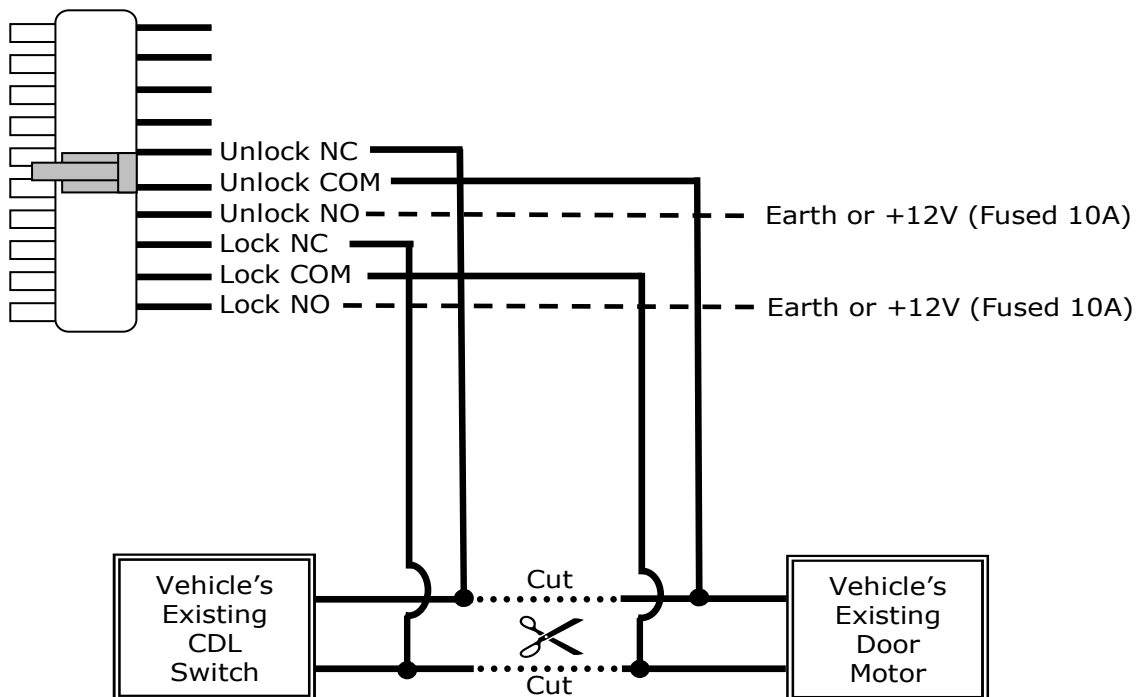 Unlock NC
Unlock COM
Unlock NO
Earth or +12V (Fused 10A)
Lock NC
Lock COM
Lock NO
Earth or +12V (Fused 10A)
Vehicle's
Existing
CDL
Switch
Cut
Cut
Vehicle's
Existing
Door
Motor